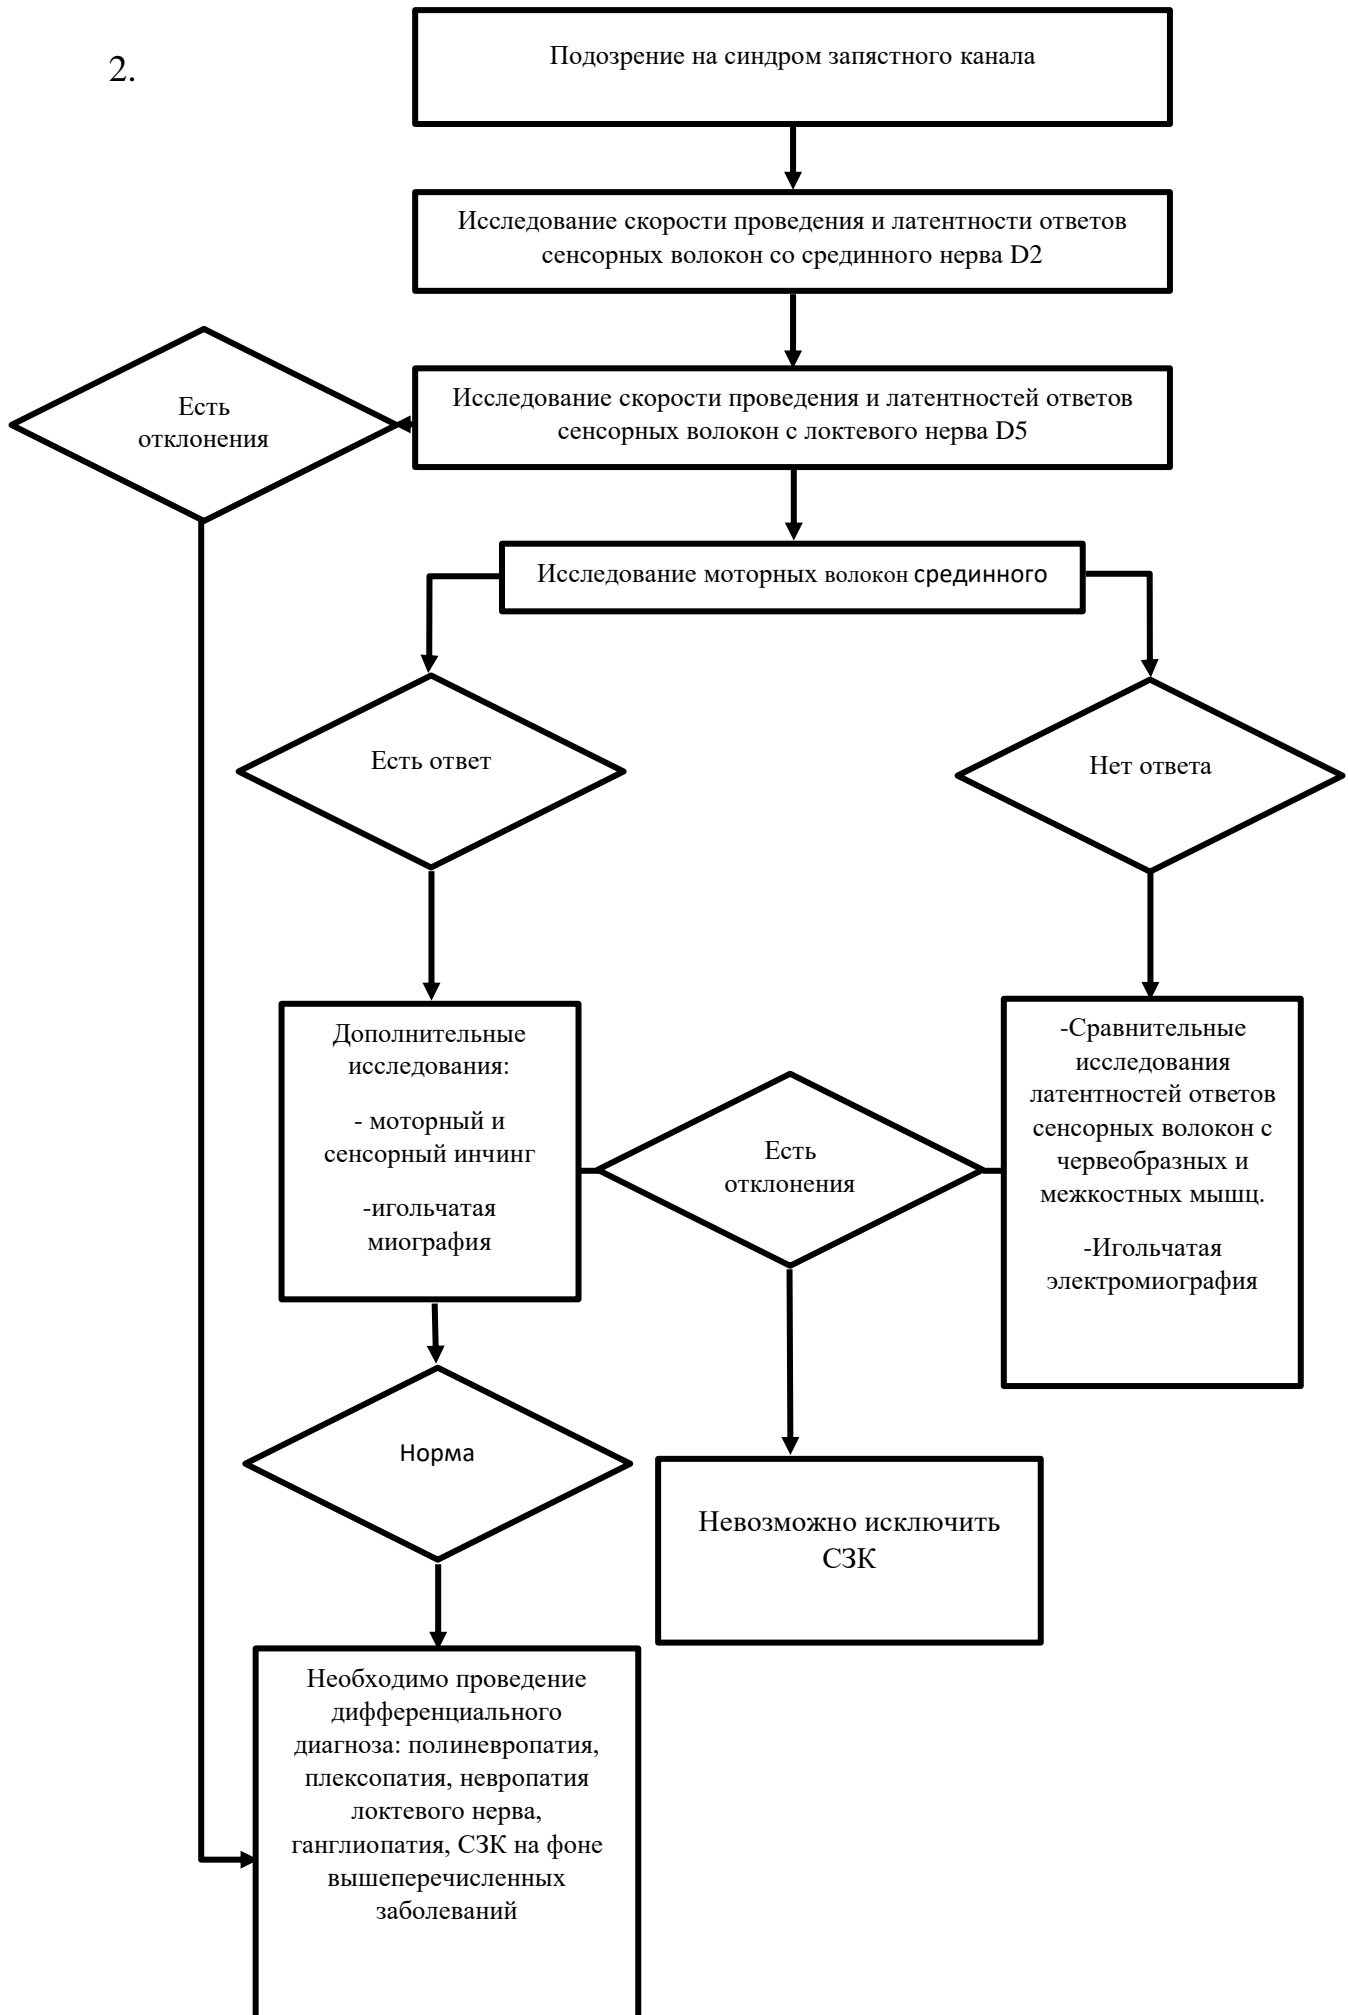 2.
Подозрение на синдром запястного канала
Исследование скорости проведения и латентности ответов
сенсорных волокон со срединного нерва D2
Есть
отклонения
Исследование скорости проведения и латентностей ответов
сенсорных волокон с локтевого нерва D5
Исследование моторных волокон срединного
Есть ответ
Нет ответа
Дополнительные
исследования:
- моторный и
сенсорный инчинг
-игольчатая
миография
Есть
отклонения
-Сравнительные
исследования
латентностей ответов
сенсорных волокон с
червеобразных и
межкостных мышц.
-Игольчатая
электромиография
Норма
Невозможно исключить
СЗК
Необходимо проведение
дифференциального
диагноза: полиневропатия,
плексопатия, невропатия
локтевого нерва,
ганглиопатия, СЗК на фоне
вышеперечисленных
заболеваний